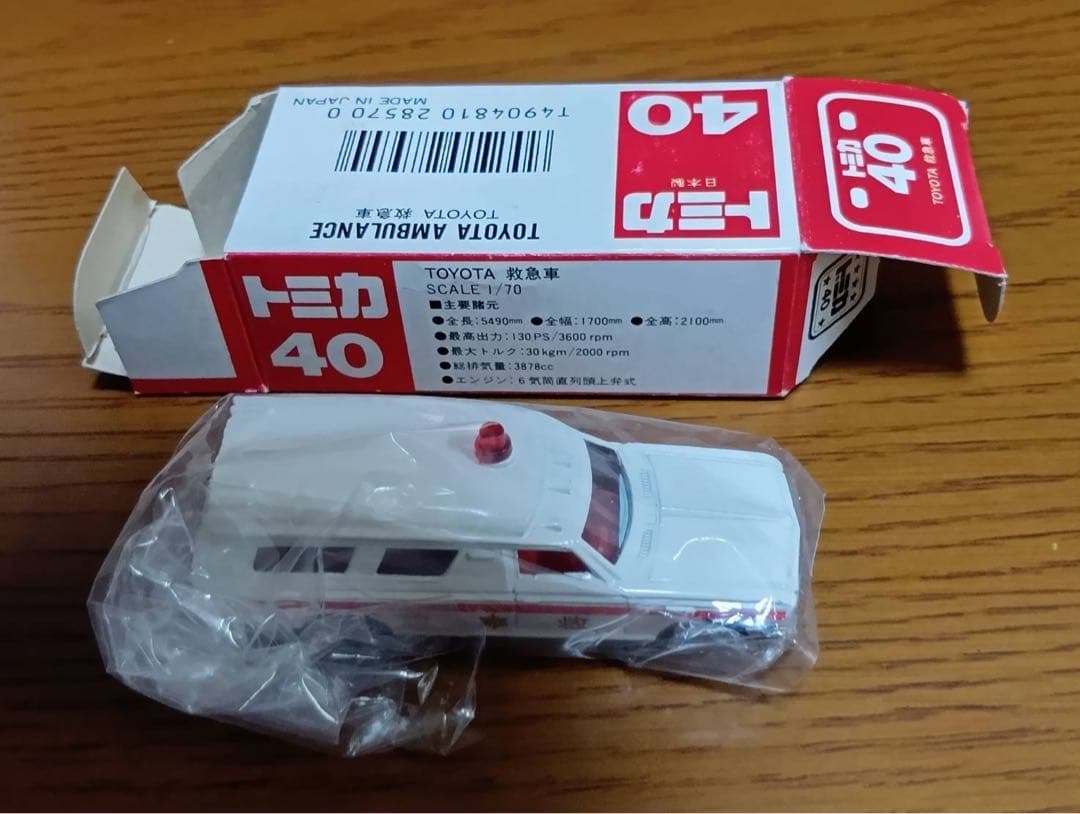 T4904810 28570 0
MADE IN JAPAN
40
トミカ
日本製
TOYOTA 救急車
TOYOTA AMBULANCE
トミカ
40
TOYOTA 救急車
トミカ
40
TOYOTA 救急車
SCALE 1/70
■主要諸元
●全長:5490mm ●全幅:1700mm ●全高:2100mm
●最高出力:130PS/3600rpm
●最大トルク:30kgm/2000rpm
●総排気量:3878cc
●エンジン:6気筒直列頭上弁式